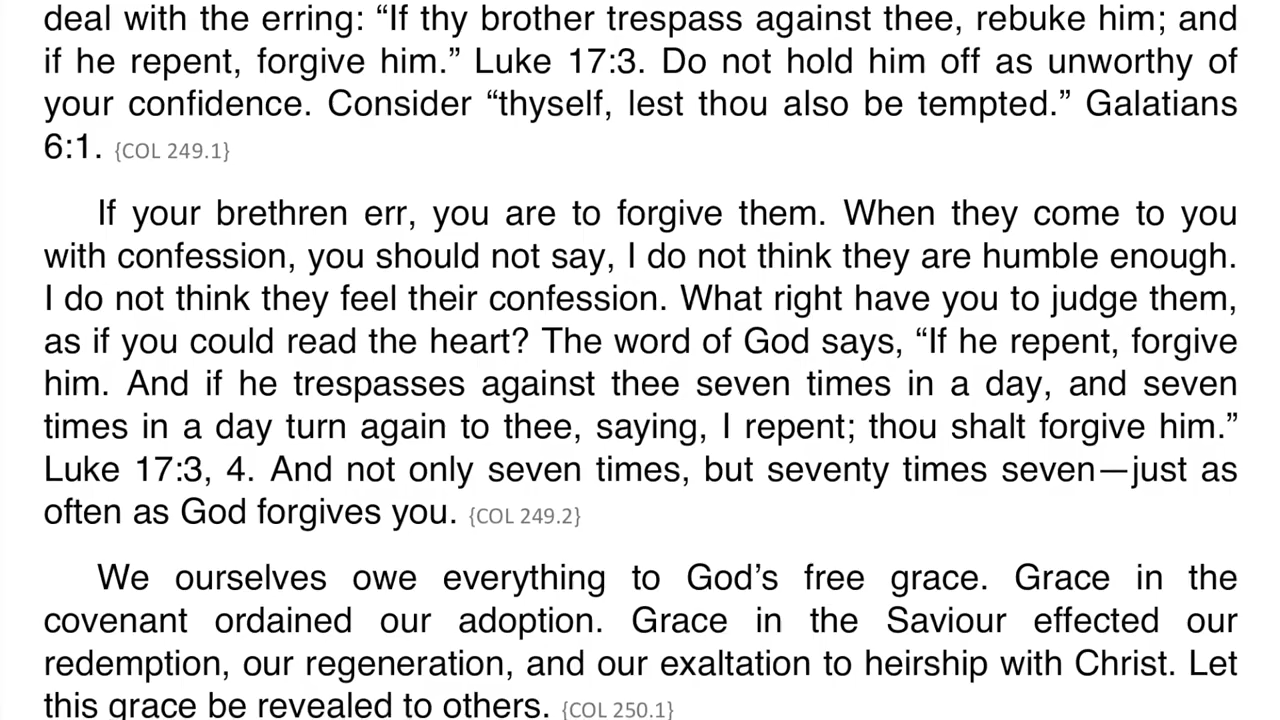 deal with the erring: “If thy brother trespass against thee, rebuke him; and
if he repent, forgive him.” Luke 17:3. Do not hold him off as unworthy of
your confidence. Consider “thyself, lest thou also be tempted.” Galatians
6:1. {COL 249.1}
If your brethren err, you are to forgive them. When they come to you
with confession, you should not say, I do not think they are humble enough.
I do not think they feel their confession. What right have you to judge them,
as if you could read the heart? The word of God says, “If he repent, forgive
him. And if he trespasses against thee seven times in a day, and seven
times in a day turn again to thee, saying, I repent; thou shalt forgive him.”
Luke 17:3, 4. And not only seven times, but seventy times seven—just as
often as God forgives you. {COL 249.2}
We ourselves owe everything to God’s free grace. Grace in the
covenant ordained our adoption. Grace in the Saviour effected our
redemption, our regeneration, and our exaltation to heirship with Christ. Let
this grace be revealed to others. {COL 250.1}